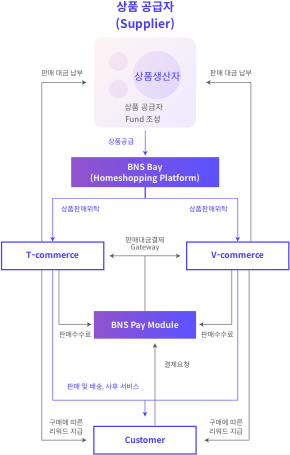 상품 공급자
(Supplier)
판매 대금 납부
판매 대금 납부
상품생산자
상품 공급자
Fund 조성
상품공급
BNS Bay
(Homeshopping Platform)
상품판매위탁
상품판매위탁
판매대금결제
Gateway
T-commerce
V-commerce
BNS Pay Module
판매수수료
판매수수료
결제요청
판매 및 배송, 사후 서비스
구매에 따른
리워드 지급
구매에 따른
리워드 지급
Customer